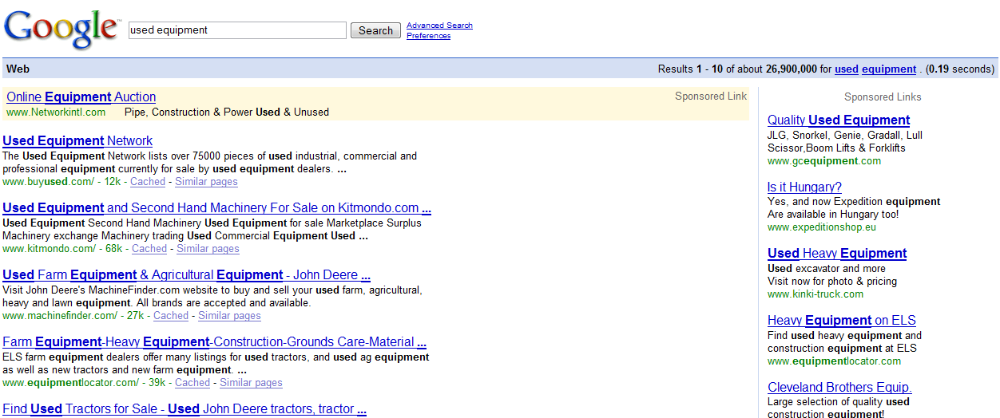 Google™
used equipment
Search
Advanced Search
Preferences
Web
Results 1 - 10 of about 26,900,000 for used equipment . (0.19 seconds)
Online Equipment Auction
Sponsored Link
www.Networkintl.com Pipe, Construction & Power Used & Unused
Used Equipment Network
The Used Equipment Network lists over 75000 pieces of used industrial, commercial and
professional equipment currently for sale by used equipment dealers. ...
www.buyused.com/ - 12k - Cached - Similar pages
Used Equipment and Second Hand Machinery For Sale on Kitmondo.com ...
Used Equipment Second Hand Machinery Used Equipment for sale Marketplace Surplus
Machinery exchange Machinery trading Used Commercial Equipment Used ...
www.kitmondo.com/ - 68k - Cached - Similar pages
Used Farm Equipment & Agricultural Equipment - John Deere ...
Visit John Deere's MachineFinder.com website to buy and sell your used farm, agricultural,
heavy and lawn equipment. All brands are accepted and available.
www.machinefinder.com/ - 27k - Cached - Similar pages
Farm Equipment-Heavy Equipment-Construction-Grounds Care-Material ...
ELS farm equipment dealers offer many listings for used tractors, and used ag equipment
as well as new tractors and new farm equipment. ...
www.equipmentlocator.com/ - 39k - Cached - Similar pages
Find Used Tractors for Sale - Used John Deere tractors, tractor ...
Sponsored Links
Quality Used Equipment
JLG, Snorkel, Genie, Gradall, Lull
Scissor,Boom Lifts & Forklifts
www.gcequipment.com
Is it Hungary?
Yes, and now Expedition equipment
Are available in Hungary too!
www.expeditionshop.eu
Used Heavy Equipment
Used excavator and more
Visit now for photo & pricing
www.kinki-truck.com
Heavy Equipment on ELS
Find used heavy equipment and
construction equipment at ELS
www.equipmentlocator.com
Cleveland Brothers Equip.
Large selection of quality used
construction equipment!